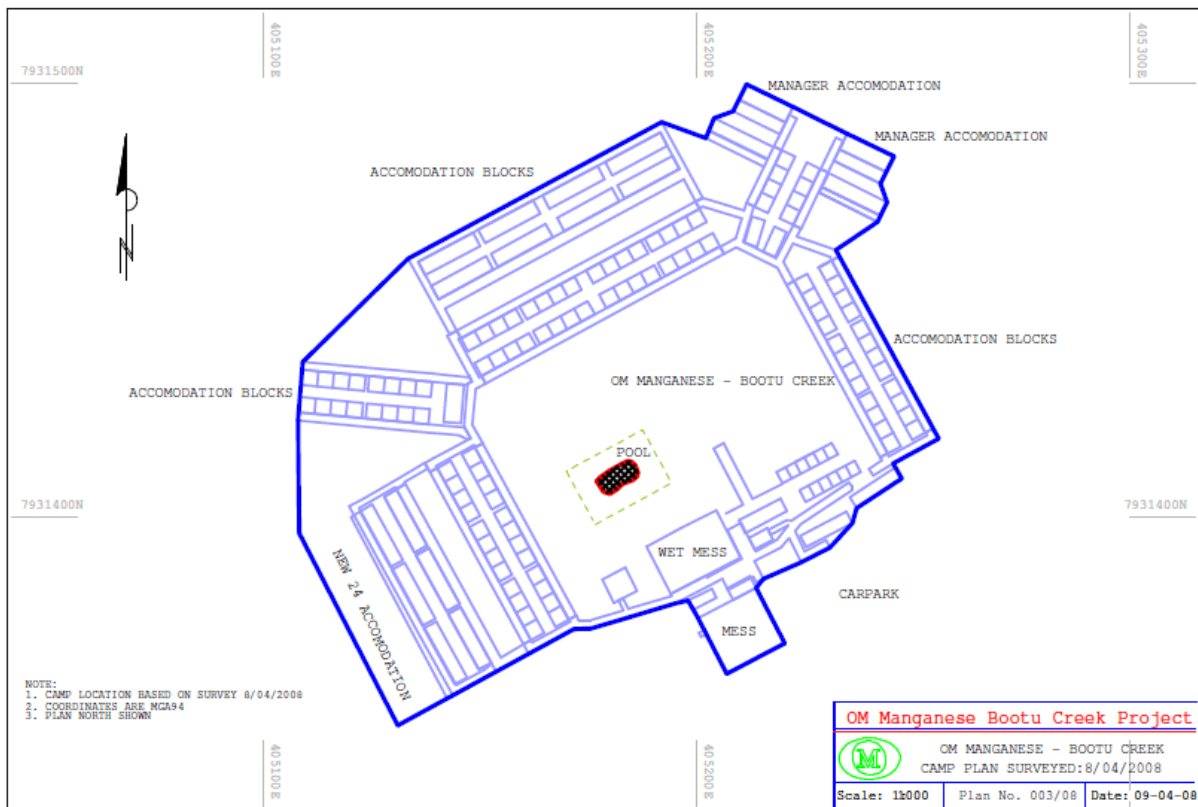 405100E
405200E
405300E
7931500N
MANAGER ACCOMODATION
MANAGER ACCOMODATION
ACCOMODATION BLOCKS
N
ACCOMODATION BLOCKS
OM MANGANESE - BOOTU CREEK
ACCOMODATION BLOCKS
POOL
7931400N
7931400N
WET MESS
NEW 24 ACCOMODATION
CARPARK
MESS
NOTE:
1. CAMP LOCATION BASED ON SURVEY 8/04/2008
2. COORDINATES ARE MGA94
3. PLAN NORTH SHOWN
405100E
405200E
OM Manganese Bootu Creek Project
M
OM MANGANESE - BOOTU CREEK
CAMP PLAN SURVEYED:8/04/2008
Scale: Plan No. 003/08 Date: 09-04-08